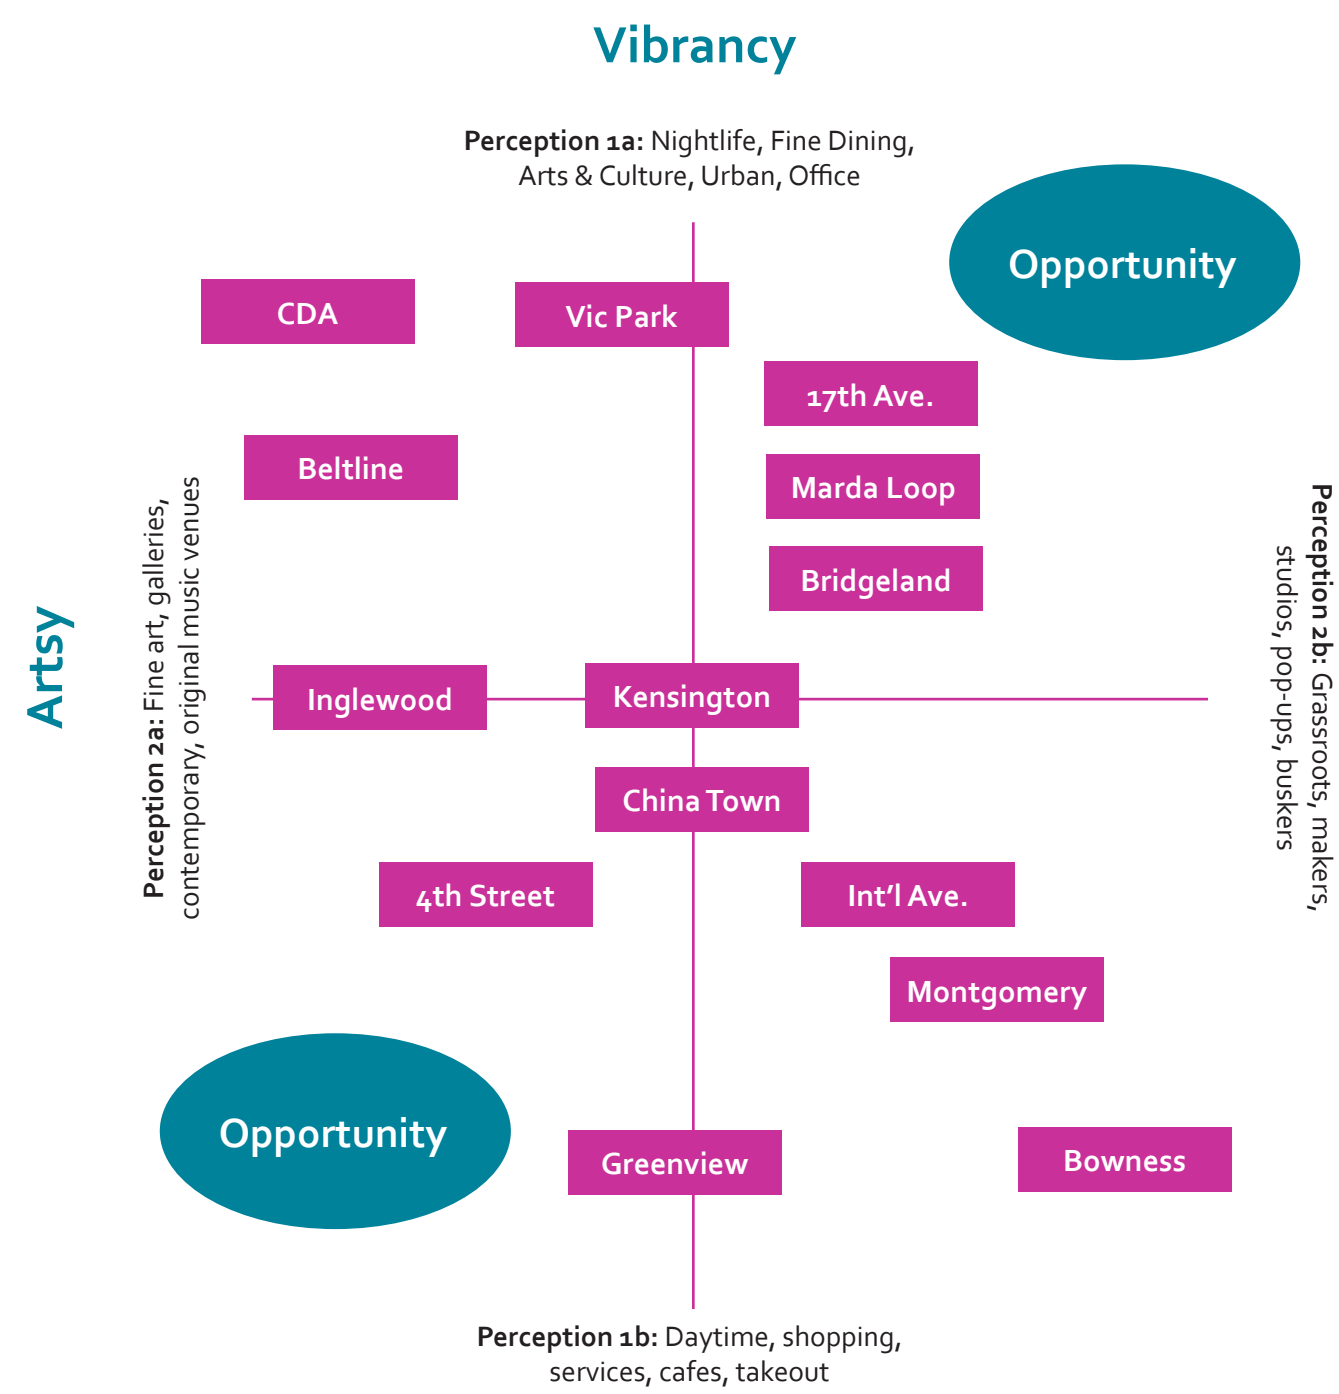 Vibrancy
Perception 1a: Nightlife, Fine Dining,
Arts & Culture, Urban, Office
Opportunity
CDA
Vic Park
17th Ave.
Beltline
Marda Loop
Bridgeland
Artsy
Perception 2a: Fine art, galleries,
contemporary, original music venues
Perception 2b: Grassroots, makers,
studios, pop-ups, buskers
Inglewood
Kensington
China Town
4th Street
Int’l Ave.
Montgomery
Opportunity
Greenview
Bowness
Perception 1b: Daytime, shopping,
services, cafes, takeout